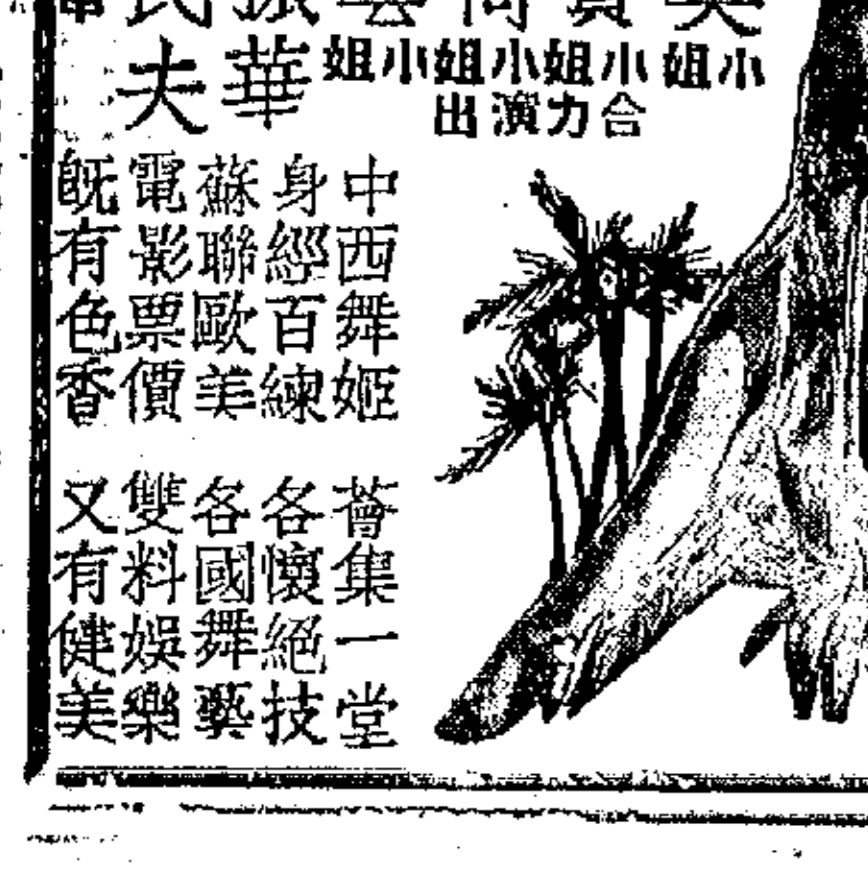 小姐
小姐
小姐
小姐
合力演出
華
夫
中西舞姬 薈集一堂
身經百練 各懷絕技
蘇聯歐美 各國舞藝
電影票價 雙料娛樂
既有色香 又有健美